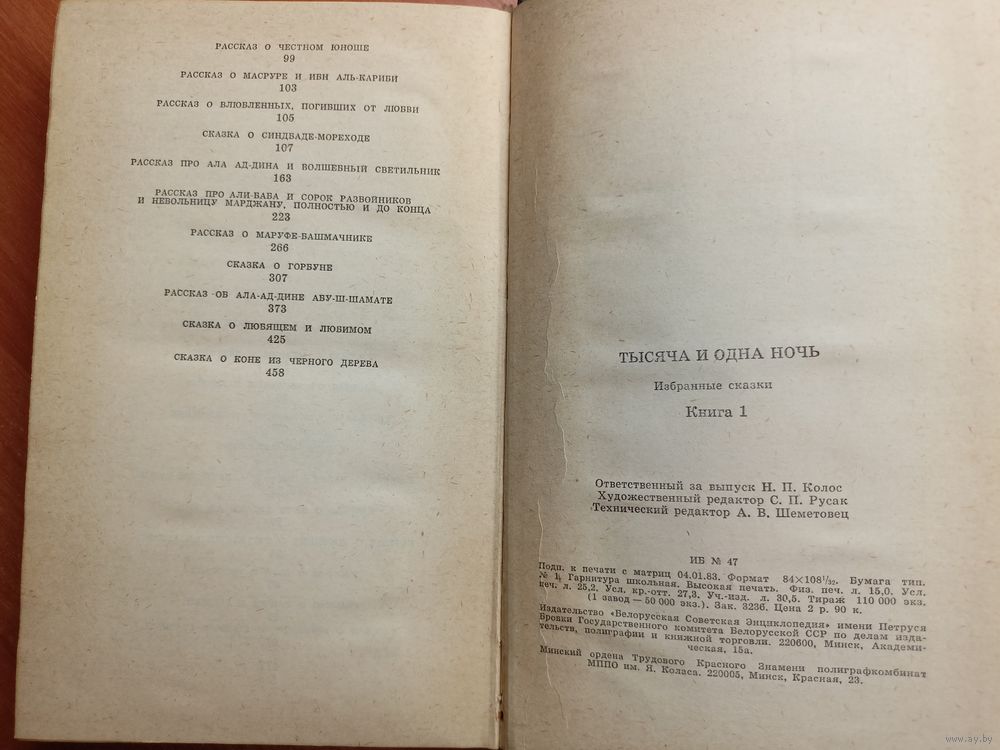 РАССКАЗ О ЧЕСТНОМ ЮНОШЕ
99
РАССКАЗ О МАСРУРЕ И ИБН АЛЬ-КАРИБИ
103
РАССКАЗ О ВЛЮБЛЕННЫХ, ПОГИБШИХ ОТ ЛЮБВИ
105
СКАЗКА О СИНДБАДЕ-МОРЕХОДЕ
107
РАССКАЗ ПРО АЛА АД-ДИНА И ВОЛШЕБНЫЙ СВЕТИЛЬНИК
163
РАССКАЗ ПРО АЛИ-БАБА И СОРОК РАЗБОЙНИКОВ
И НЕВОЛЬНИЦУ МАРДЖАНУ, ПОЛНОСТЬЮ И ДО КОНЦА
223
РАССКАЗ О МАРУФЕ-БАШМАЧНИКЕ
266
СКАЗКА О ГОРБУНЕ
307
РАССКАЗ ОБ АЛА-АД-ДИНЕ АБУ-Ш-ШАМАТЕ
373
СКАЗКА О ЛЮБЯЩЕМ И ЛЮБИМОМ
425
СКАЗКА О КОНЕ ИЗ ЧЕРНОГО ДЕРЕВА
458
ТЫСЯЧА И ОДНА НОЧЬ
Избранные сказки
Книга 1
Ответственный за выпуск Н. П. Колос
Художественный редактор С. П. Русак
Технический редактор А. В. Шеметовец
ИБ № 47
Подп. к печати с матриц 04.01.83. Формат 84×108¹/₃₂. Бумага тип.
№ 1. Гарнитура школьная. Высокая печать. Физ. печ. л. 15,0. Усл.
печ. л. 25,2. Усл. кр.-отт. 27,3. Уч.-изд. л. 30,5. Тираж 110 000 экз.
(1 завод — 50 000 экз.). Зак. 3236. Цена 2 р. 90 к.
Издательство «Белорусская Советская Энциклопедия» имени Петруся
Бровки Государственного комитета Белорусской ССР по делам изда-
тельств, полиграфии и книжной торговли. 220600, Минск, Академи-
ческая, 15а.
Минский ордена Трудового Красного Знамени полиграфкомбинат
МППО им. Я. Коласа. 220005, Минск, Красная, 23.
www.ay.by